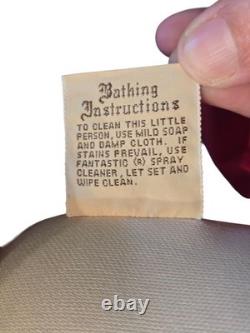 Bathing
Instructions
TO CLEAN THIS LITTLE
PERSON, USE MILD SOAP
AND DAMP CLOTH. IF
STAINS PREVAIL, USE
FANTASTIC (R) SPRAY
CLEANER, LET SET AND
WIPE CLEAN.
ebay